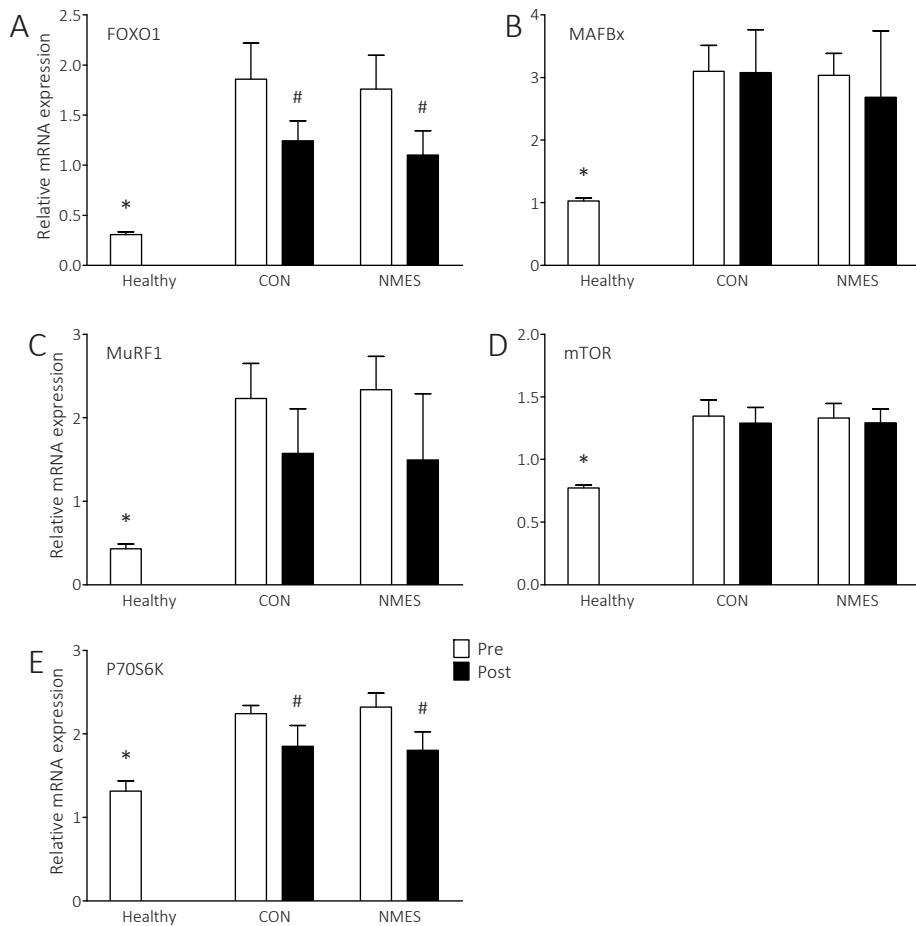 A
FOXO1
Relative mRNA expression
2.5
2.0
1.5
1.0
0.5
0.0
*
#
#
Healthy
CON
NMES
B
MAFBx
4
3
2
1
0
*
Healthy
CON
NMES
C
MuRF1
Relative mRNA expression
3
2
1
0
*
Healthy
CON
NMES
D
mTOR
2.0
1.5
1.0
0.5
0.0
*
Healthy
CON
NMES
E
P70S6K
Relative mRNA expression
3
2
1
0
*
#
#
Healthy
CON
NMES
Pre
Post